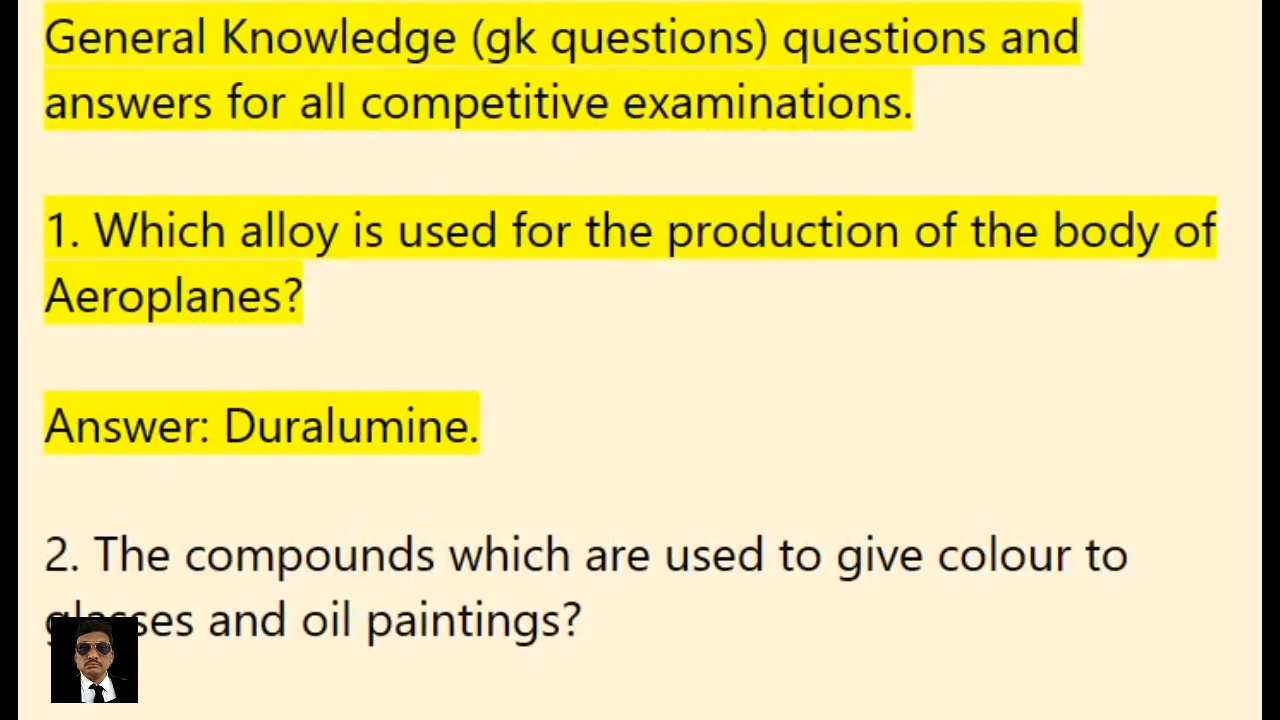 General Knowledge (gk questions) questions and
answers for all competitive examinations.
1. Which alloy is used for the production of the body of
Aeroplanes?
Answer: Duralumine.
2. The compounds which are used to give colour to
glasses and oil paintings?